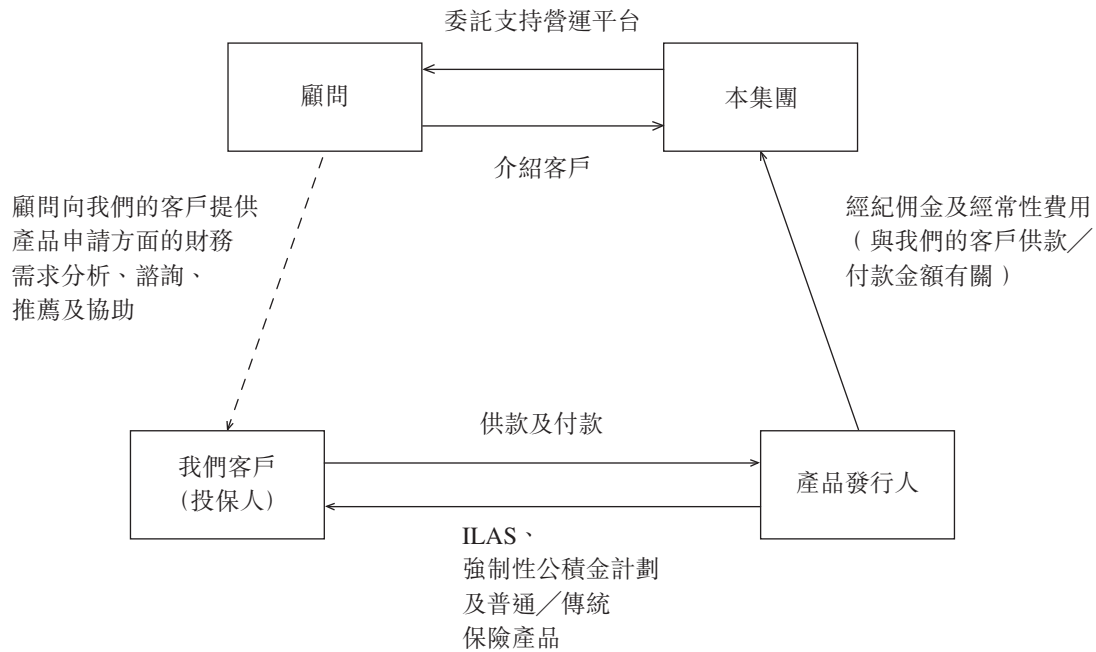 委託支持營運平台
顧問
本集團
介紹客戶
顧問向我們的客戶提供
產品申請方面的財務
需求分析、諮詢、
推薦及協助
經紀佣金及經常性費用
（與我們的客戶供款／
付款金額有關）
供款及付款
我們客戶
(投保人)
產品發行人
ILAS、
強制性公積金計劃
及普通／傳統
保險產品